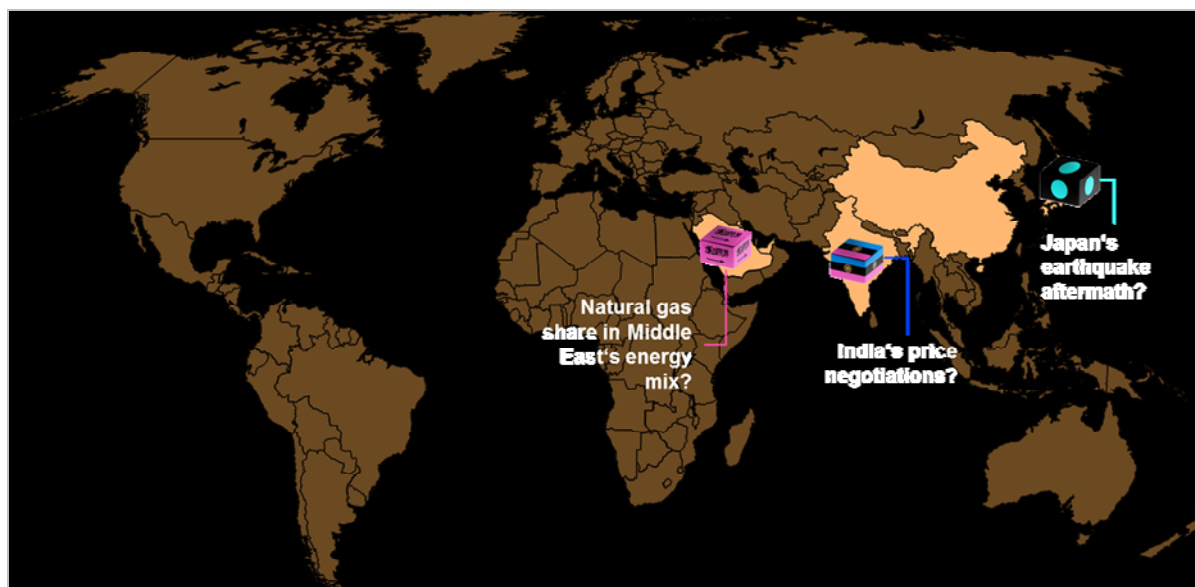 Natural gas
share in Middle
East‘s energy
mix?
India‘s price
negotiations?
Japan‘s
earthquake
aftermath?